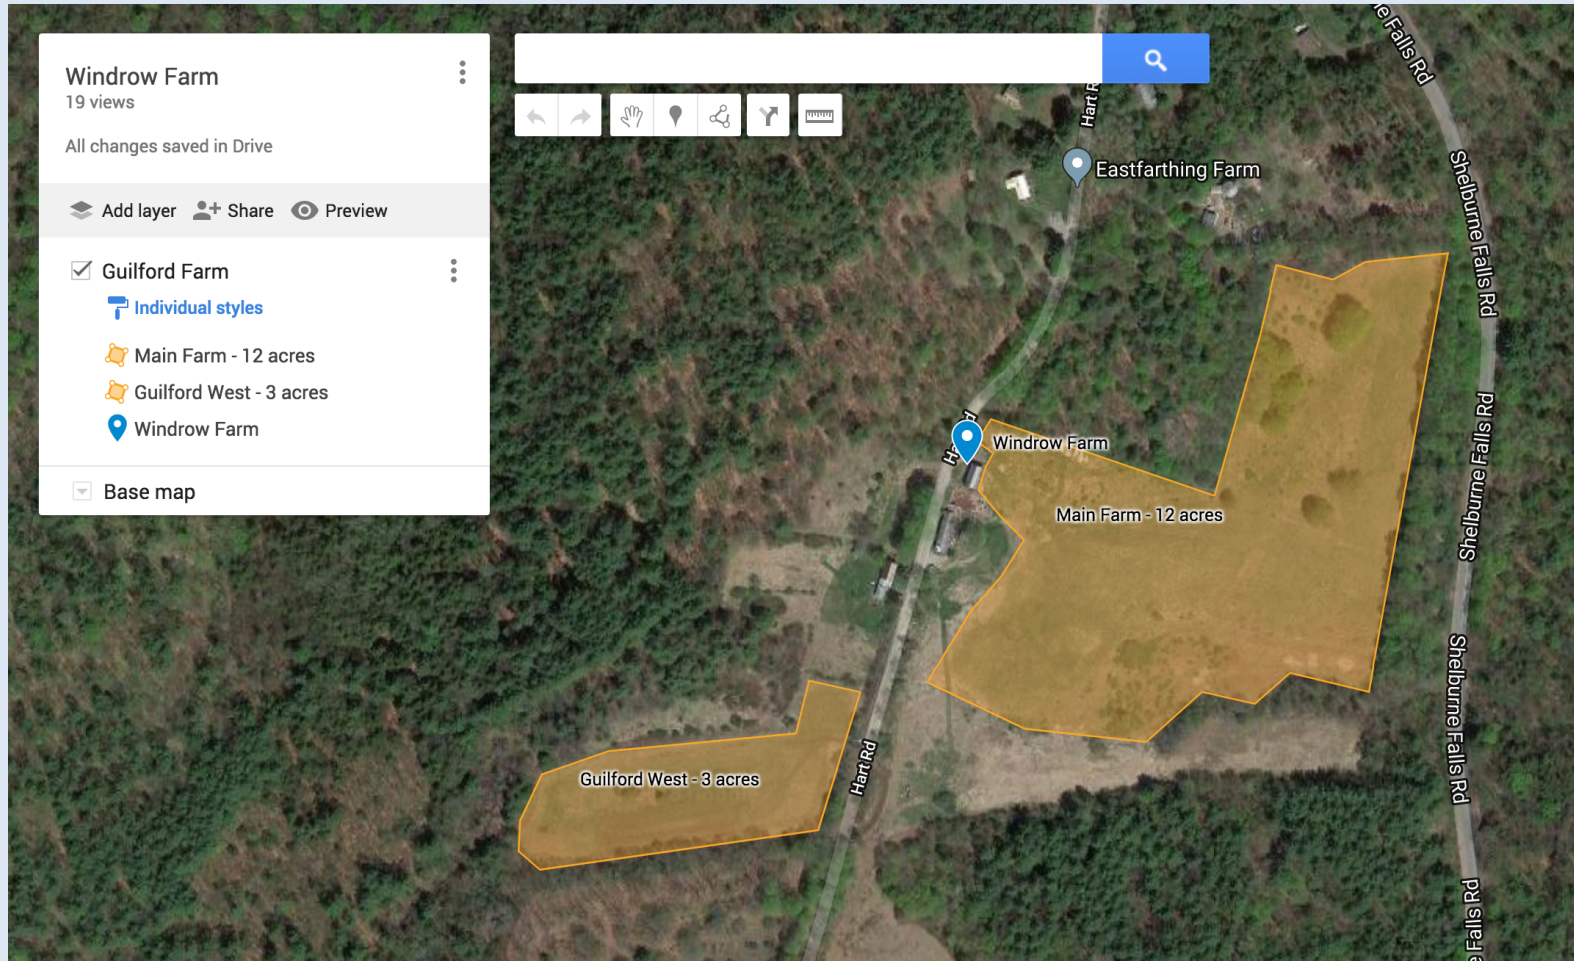 Windrow Farm
19 views
All changes saved in Drive
Add layer Share Preview
Guilford Farm
Individual styles
Main Farm - 12 acres
Guilford West - 3 acres
Windrow Farm
Base map
Hart R
Eastfarthing Farm
e Falls Rd
Shelburne Falls Rd
Shelburne Falls Rd
Shelburne Falls Rd
e Falls Rd
Ha d
Windrow Farm
Main Farm - 12 acres
Guilford West - 3 acres
Hart Rd